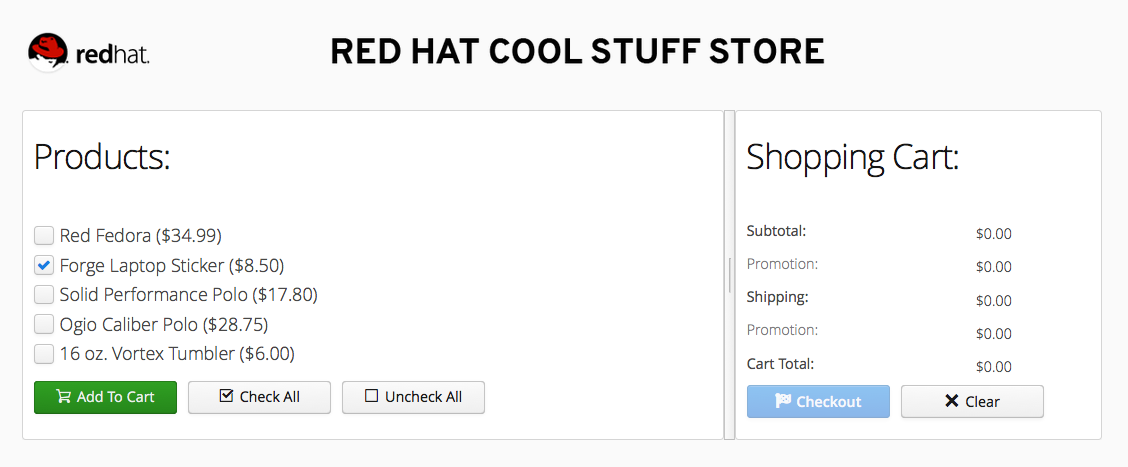 redhat.
RED HAT COOL STUFF STORE
Products:
Red Fedora ($34.99)
Forge Laptop Sticker ($8.50)
Solid Performance Polo ($17.80)
Ogio Caliber Polo ($28.75)
16 oz. Vortex Tumbler ($6.00)
Add To Cart Check All Uncheck All
Shopping Cart:
Subtotal: $0.00
Promotion: $0.00
Shipping: $0.00
Promotion: $0.00
Cart Total: $0.00
Checkout Clear